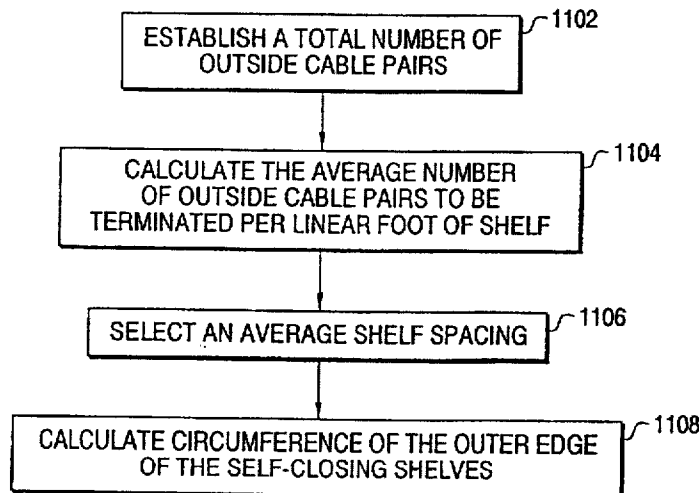 ESTABLISH A TOTAL NUMBER OF
OUTSIDE CABLE PAIRS
1102
CALCULATE THE AVERAGE NUMBER
OF OUTSIDE CABLE PAIRS TO BE
TERMINATED PER LINEAR FOOT OF SHELF
1104
SELECT AN AVERAGE SHELF SPACING
1106
CALCULATE CIRCUMFERENCE OF THE OUTER EDGE
OF THE SELF-CLOSING SHELVES
1108